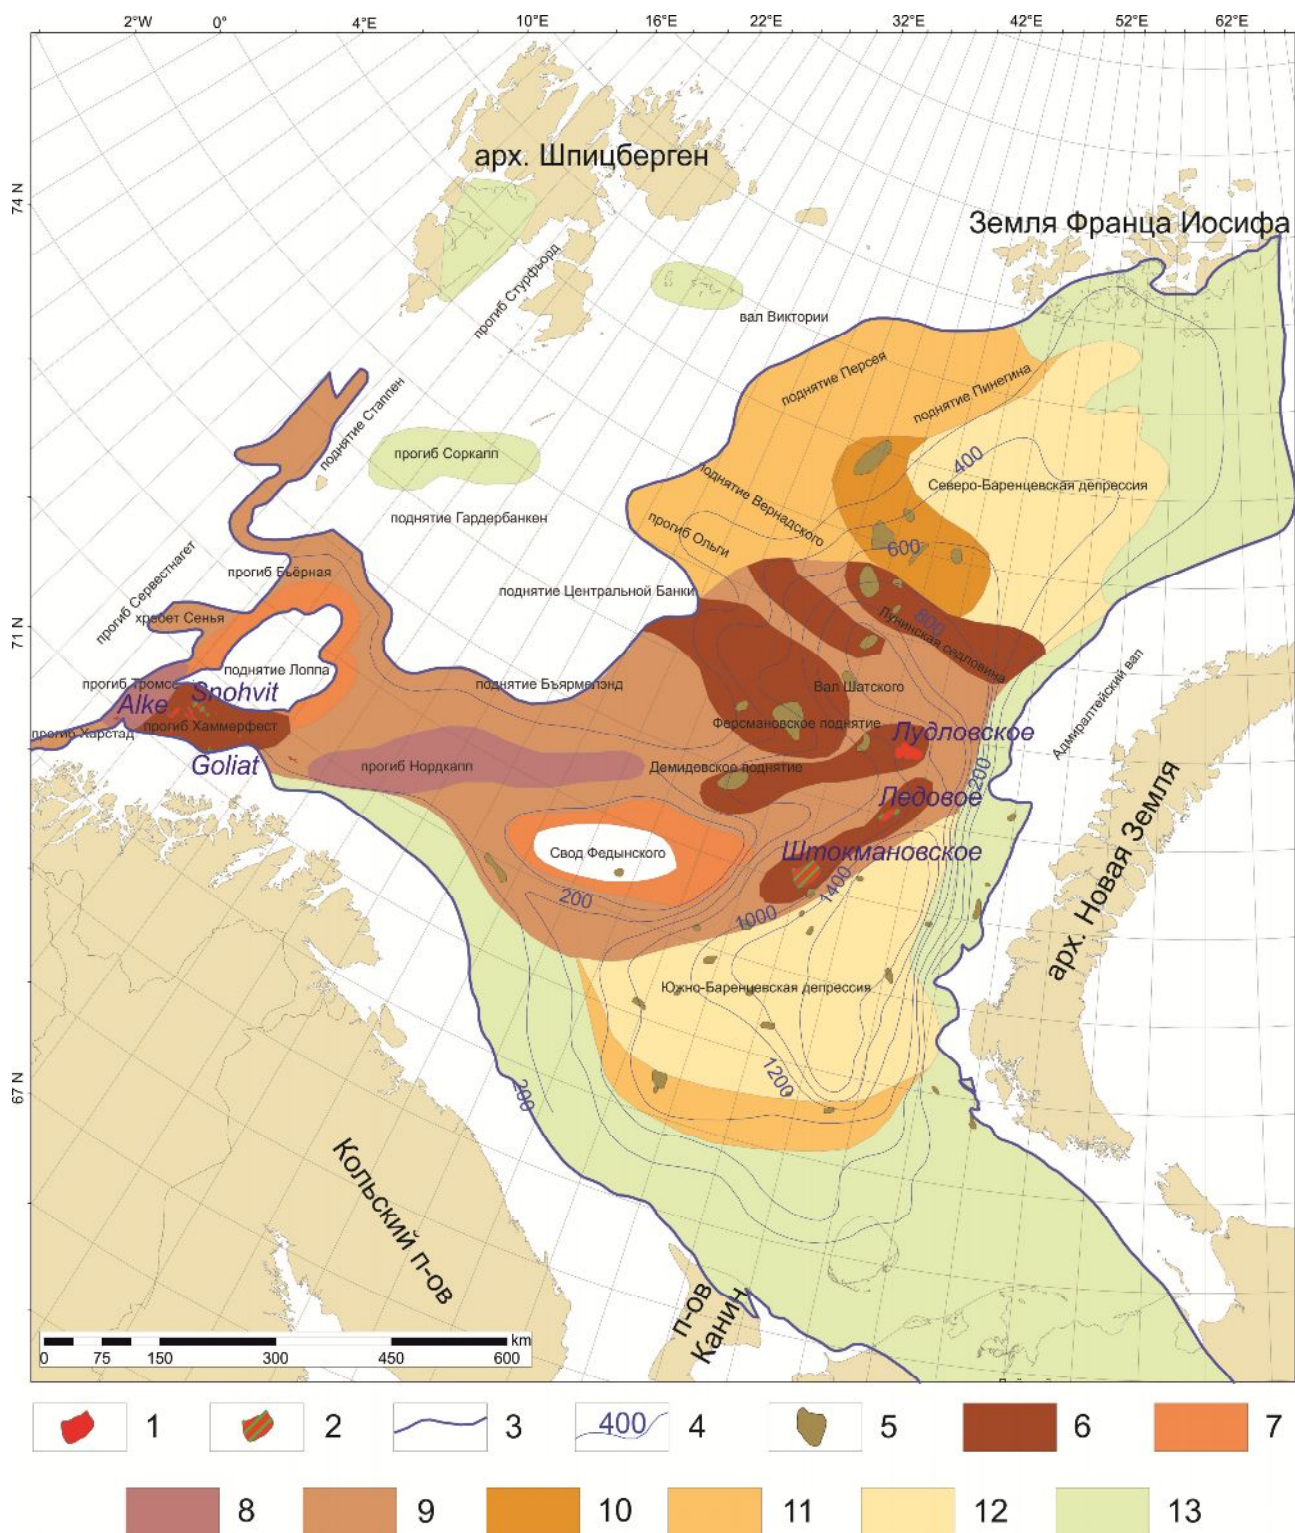 2°W 0° 4°E 10°E 16°E 22°E 32°E 42°E 52°E 62°E
74 N
71 N
67 N
арх. Шпицберген
Земля Франца Иосифа
прогиб Стурфьорд
вал Виктории
поднятие Персея
поднятие Пинегина
поднятие Стаппен
прогиб Соркапп
400
Северо-Баренцевская депрессия
поднятие Вернадского
поднятие Гардербанкен
прогиб Ольги
600
прогиб Бьёрная
прогиб Сервестнагет
поднятие Центральной Банки
хребет Сенья
800
Лунинская седловина
поднятие Лоппа
прогиб Тромсе
поднятие Бъярмелэнд
Вал Шатского
Адмиралтейский вал
Alke
Snohvit
прогиб Хаммерфест
прогиб Харстад
Ферсмановское поднятие
Лудловское
Goliat
прогиб Нордкапп
Демидовское поднятие
200
Ледовое
Свод Федынского
Штокмановское
1400
200
1000
арх. Новая Земля
Южно-Баренцевская депрессия
1200
200
Кольский п-ов
п-ов
Канин
km
0 75 150 300 450 600
1 2 3 400 4 5 6 7
8 9 10 11 12 13